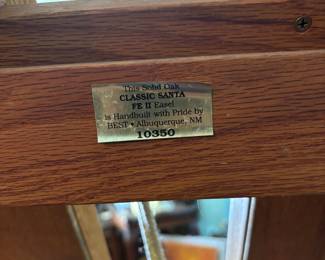 This Solid Oak
CLASSIC SANTA
FE II Easel
is Handbuilt with Pride by
BEST • Albuquerque, NM
10350